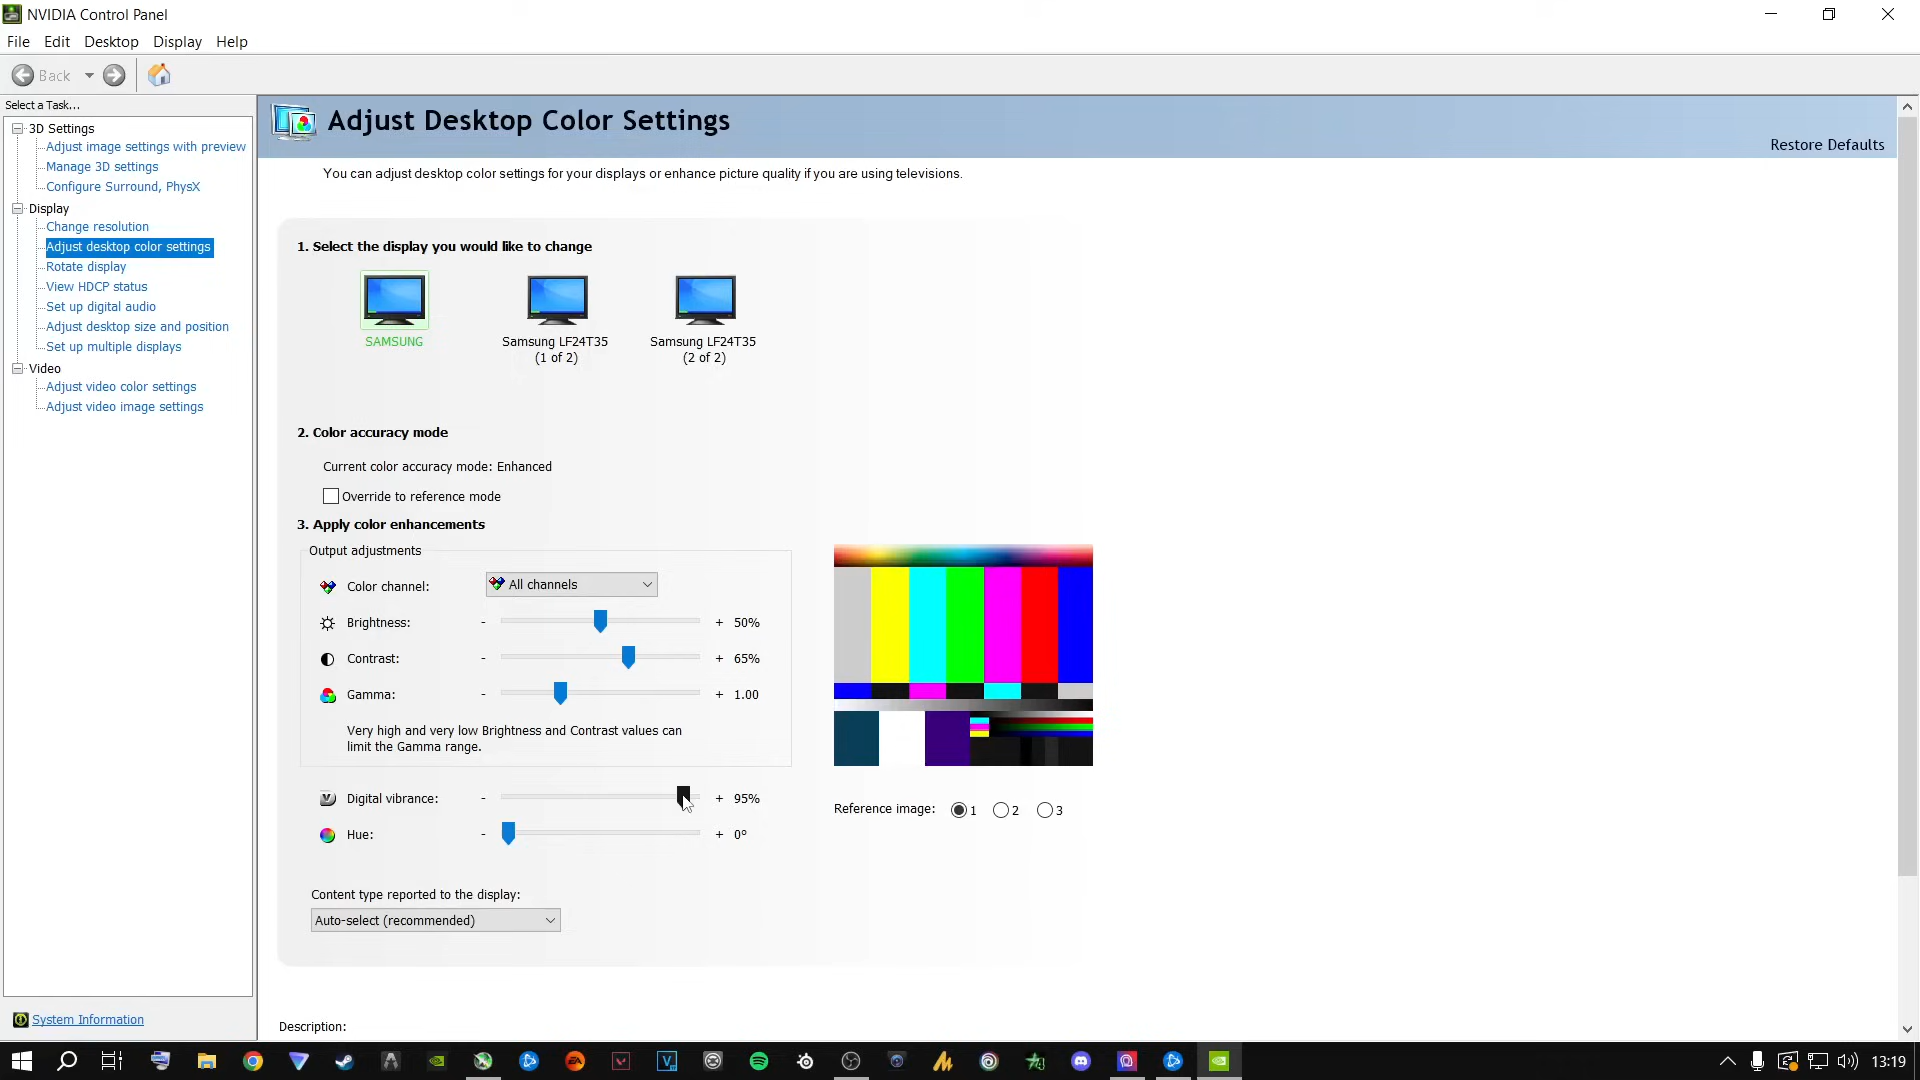 NVIDIA Control Panel
File Edit Desktop Display Help
Back
Select a Task...
3D Settings
Adjust image settings with preview
Manage 3D settings
Configure Surround, PhysX
Display
Change resolution
Adjust desktop color settings
Rotate display
View HDCP status
Set up digital audio
Adjust desktop size and position
Set up multiple displays
Video
Adjust video color settings
Adjust video image settings
System Information
Adjust Desktop Color Settings
Restore Defaults
You can adjust desktop color settings for your displays or enhance picture quality if you are using televisions.
1. Select the display you would like to change
SAMSUNG
Samsung LF24T35
(1 of 2)
Samsung LF24T35
(2 of 2)
2. Color accuracy mode
Current color accuracy mode: Enhanced
Override to reference mode
3. Apply color enhancements
Output adjustments
Color channel: All channels
Brightness: - + 50%
Contrast: - + 65%
Gamma: - + 1.00
Very high and very low Brightness and Contrast values can
limit the Gamma range.
Digital vibrance: - + 95%
Hue: - + 0°
Reference image: 1 2 3
Content type reported to the display:
Auto-select (recommended)
Description:
13:19